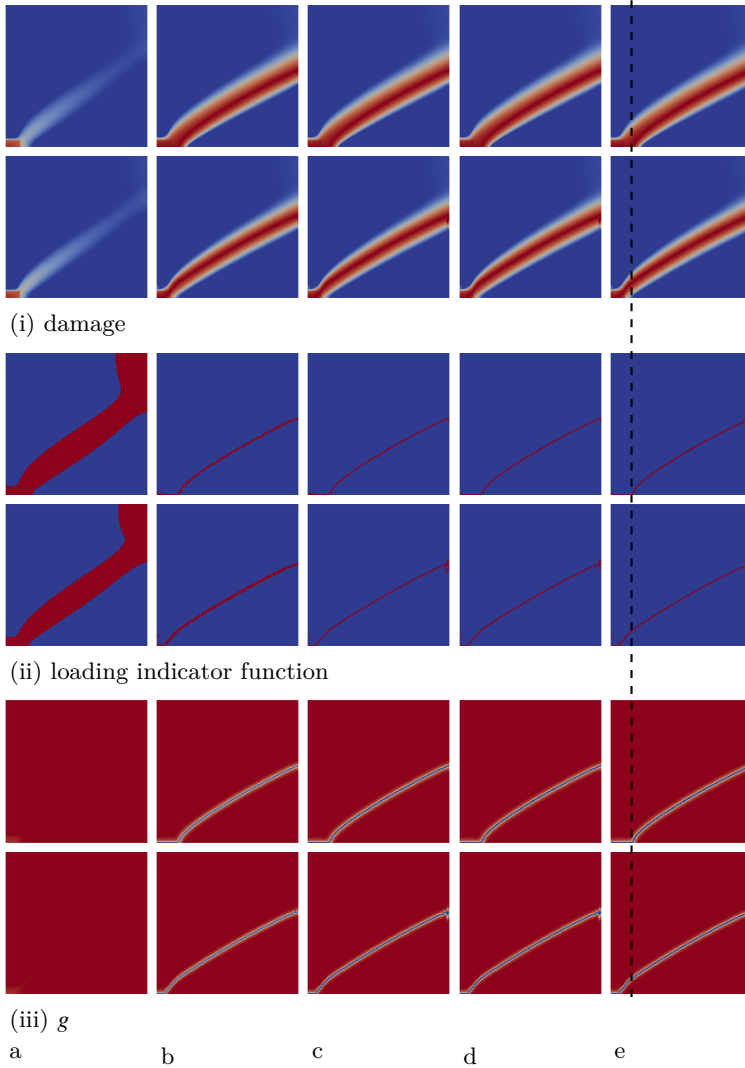 (i) damage
(ii) loading indicator function
(iii) g
a b c d e